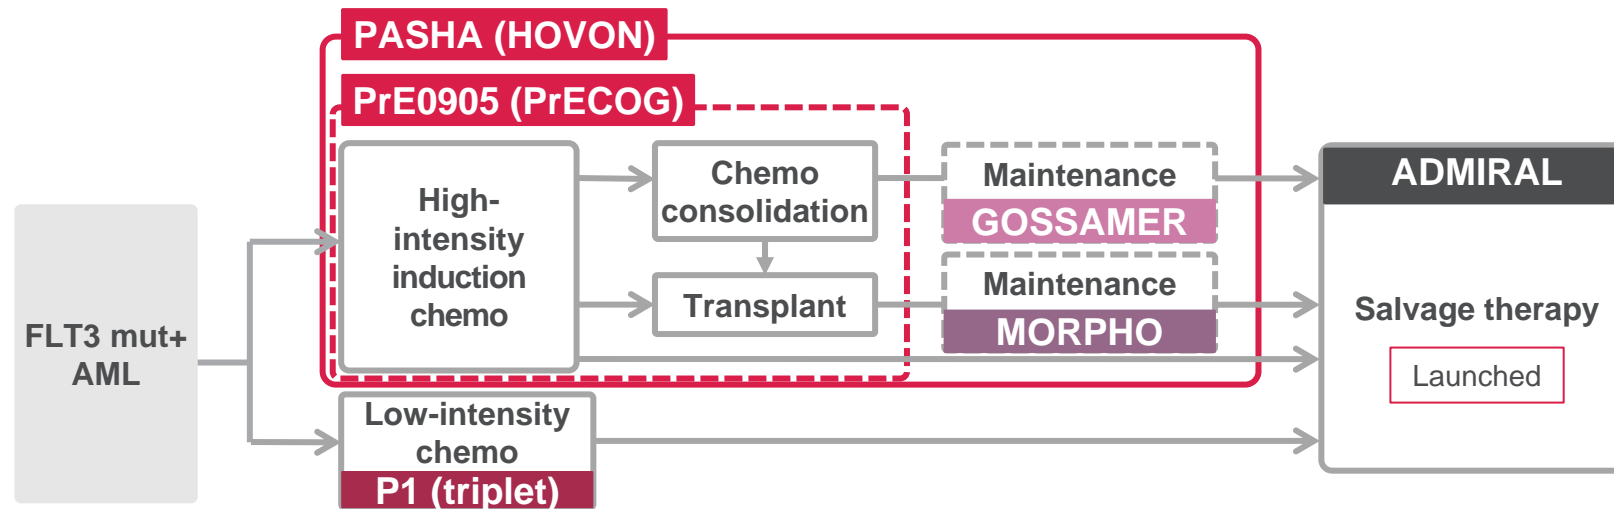 PASHA (HOVON)
PrE0905 (PrECOG)
FLT3 mut+
AML
High-
intensity
induction
chemo
Chemo
consolidation
Transplant
Maintenance
GOSSAMER
Maintenance
MORPHO
Low-intensity
chemo
P1 (triplet)
ADMIRAL
Salvage therapy
Launched